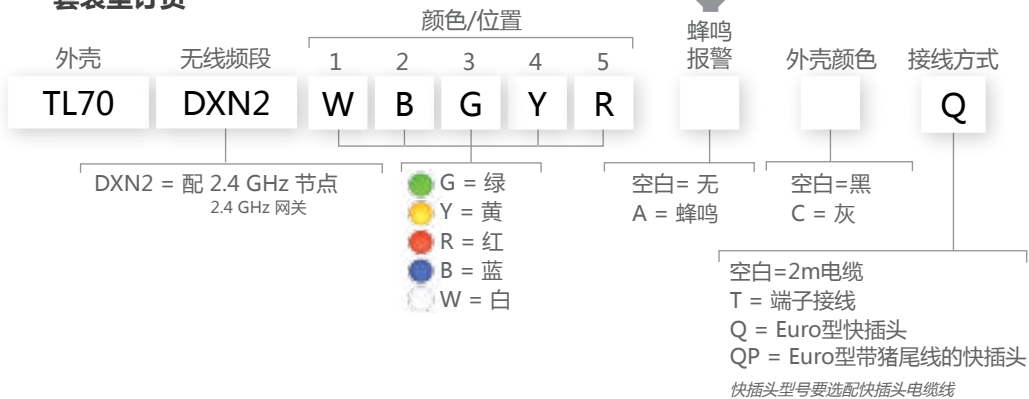 套装型订货
颜色/位置
外壳
无线频段
1
2
3
4
5
蜂鸣
报警
外壳颜色
接线方式
TL70
DXN2
W
B
G
Y
R
Q
DXN2 = 配 2.4 GHz 节点
2.4 GHz 网关
G = 绿
Y = 黄
R = 红
B = 蓝
W = 白
空白= 无
A = 蜂鸣
空白=黑
C = 灰
空白=2m电缆
T = 端子接线
Q = Euro型快插头
QP = Euro型带猪尾线的快插头
快插头型号要选配快插头电缆线